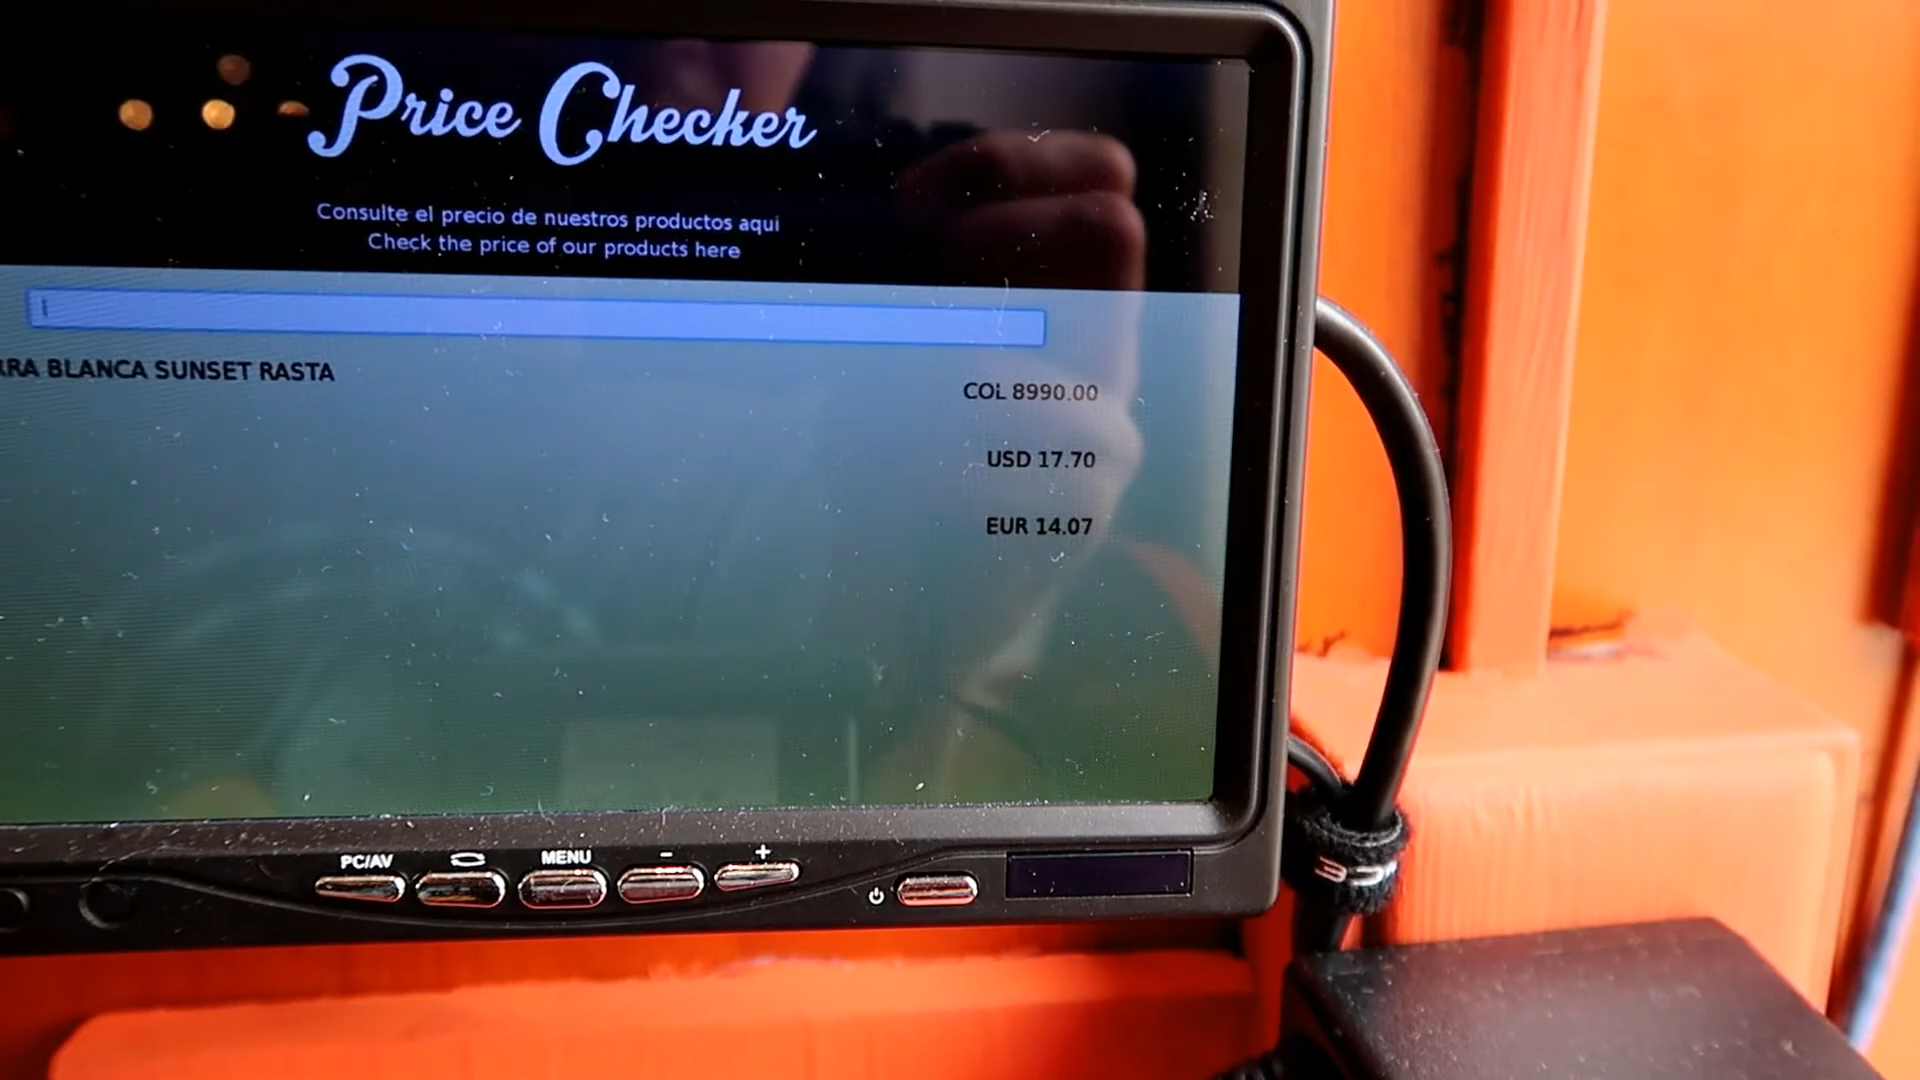 Price Checker
Consulte el precio de nuestros productos aqui
Check the price of our products here
RRA BLANCA SUNSET RASTA
COL 8990.00
USD 17.70
EUR 14.07
PC/AV
MENU
-
+